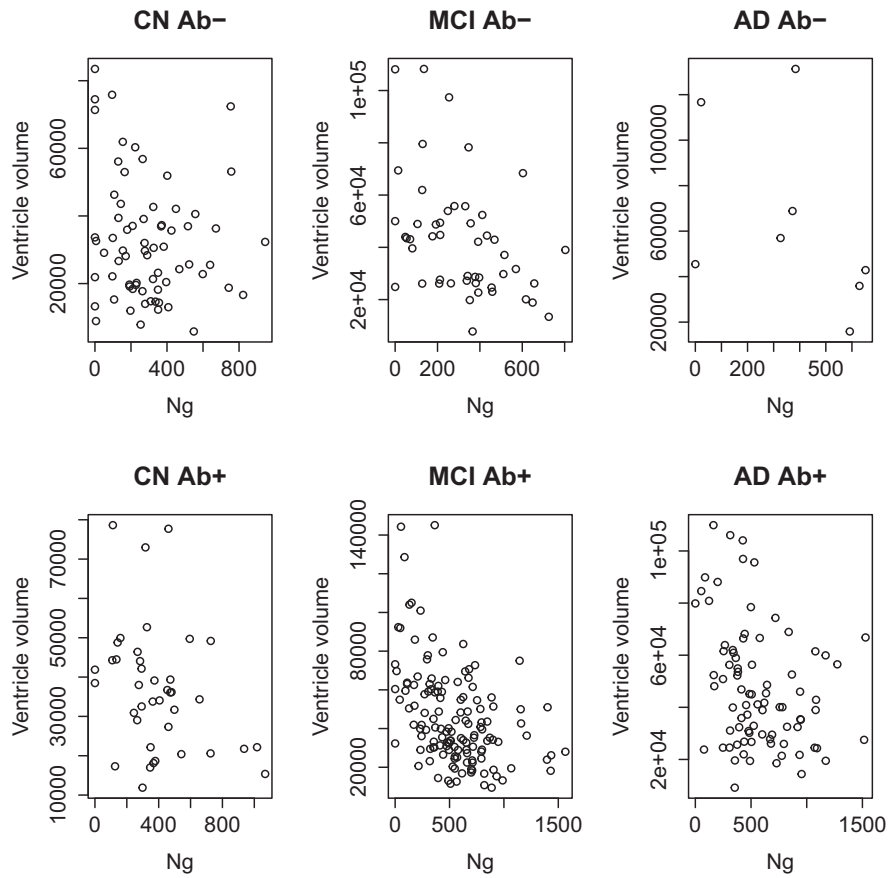 CN Ab−
MCI Ab−
AD Ab−
Ventricle volume
20000 60000
0 400 800
Ng
Ventricle volume
2e+04 6e+04 1e+05
0 200 600
Ng
Ventricle volume
20000 60000 100000
0 200 500
Ng
CN Ab+
MCI Ab+
AD Ab+
Ventricle volume
10000 30000 50000 70000
0 400 800
Ng
Ventricle volume
20000 80000 140000
0 500 1500
Ng
Ventricle volume
2e+04 6e+04 1e+05
0 500 1500
Ng